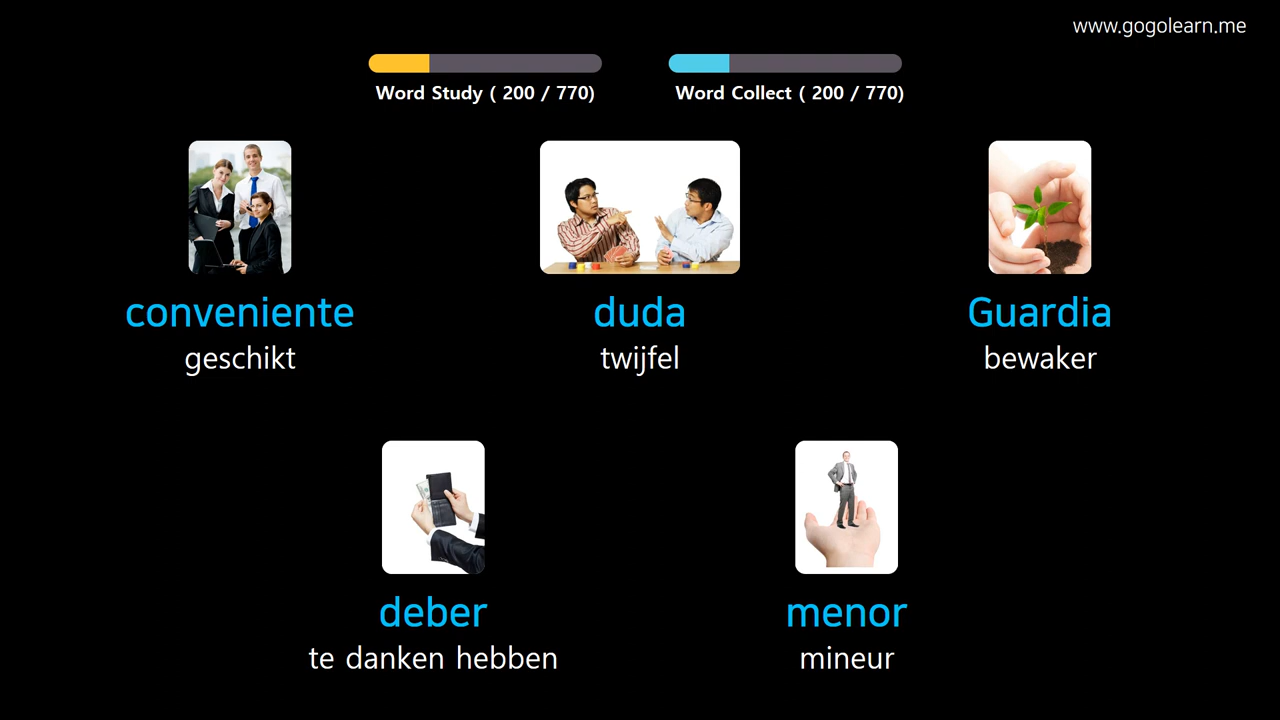 www.gogolearn.me
Word Study ( 200 / 770)
Word Collect ( 200 / 770)
conveniente
geschikt
duda
twijfel
Guardia
bewaker
deber
te danken hebben
menor
mineur